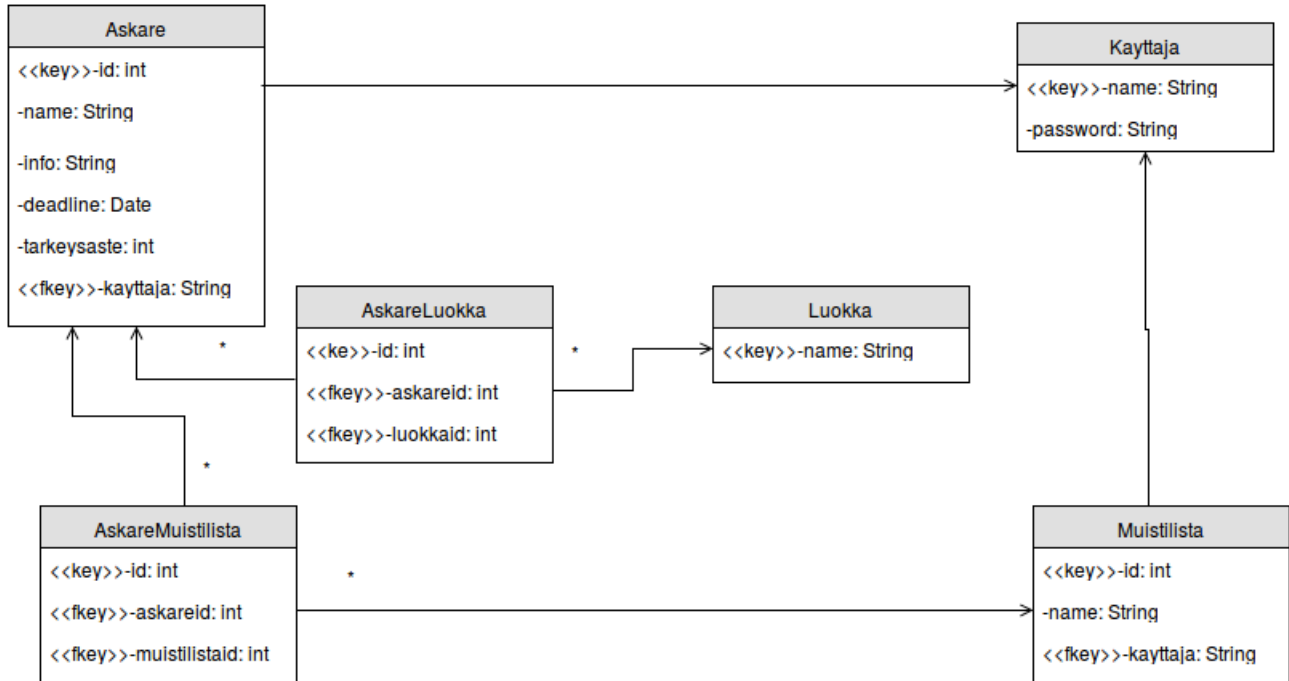 Askare
<<key>>-id: int
-name: String
-info: String
-deadline: Date
-tarkeysaste: int
<<fkey>>-kayttaja: String
Kayttaja
<<key>>-name: String
-password: String
AskareLuokka
<<ke>>-id: int
<<fkey>>-askareid: int
<<fkey>>-luokkaid: int
Luokka
<<key>>-name: String
*
*
*
*
AskareMuistilista
<<key>>-id: int
<<fkey>>-askareid: int
<<fkey>>-muistilistaid: int
Muistilista
<<key>>-id: int
-name: String
<<fkey>>-kayttaja: String